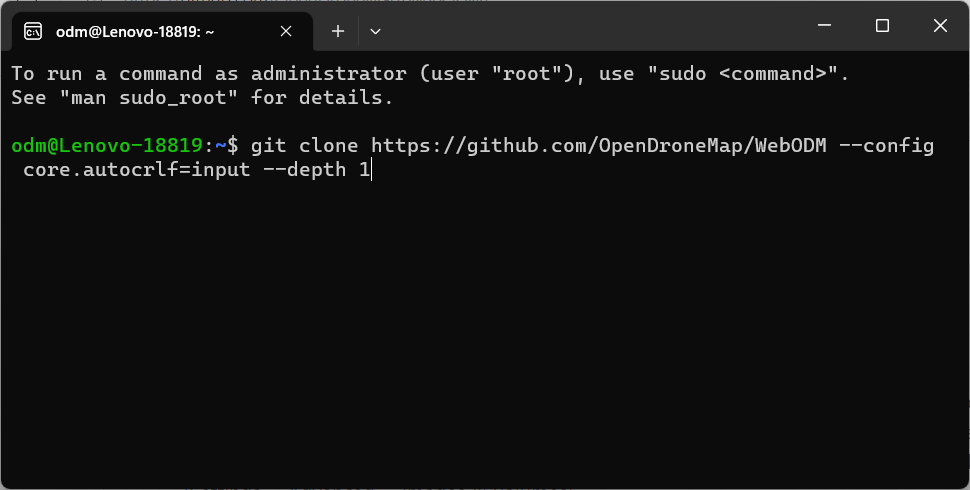 odm@Lenovo-18819: ~
To run a command as administrator (user "root"), use "sudo <command>".
See "man sudo_root" for details.
odm@Lenovo-18819:~$ git clone https://github.com/OpenDroneMap/WebODM --config
core.autocrlf=input --depth 1